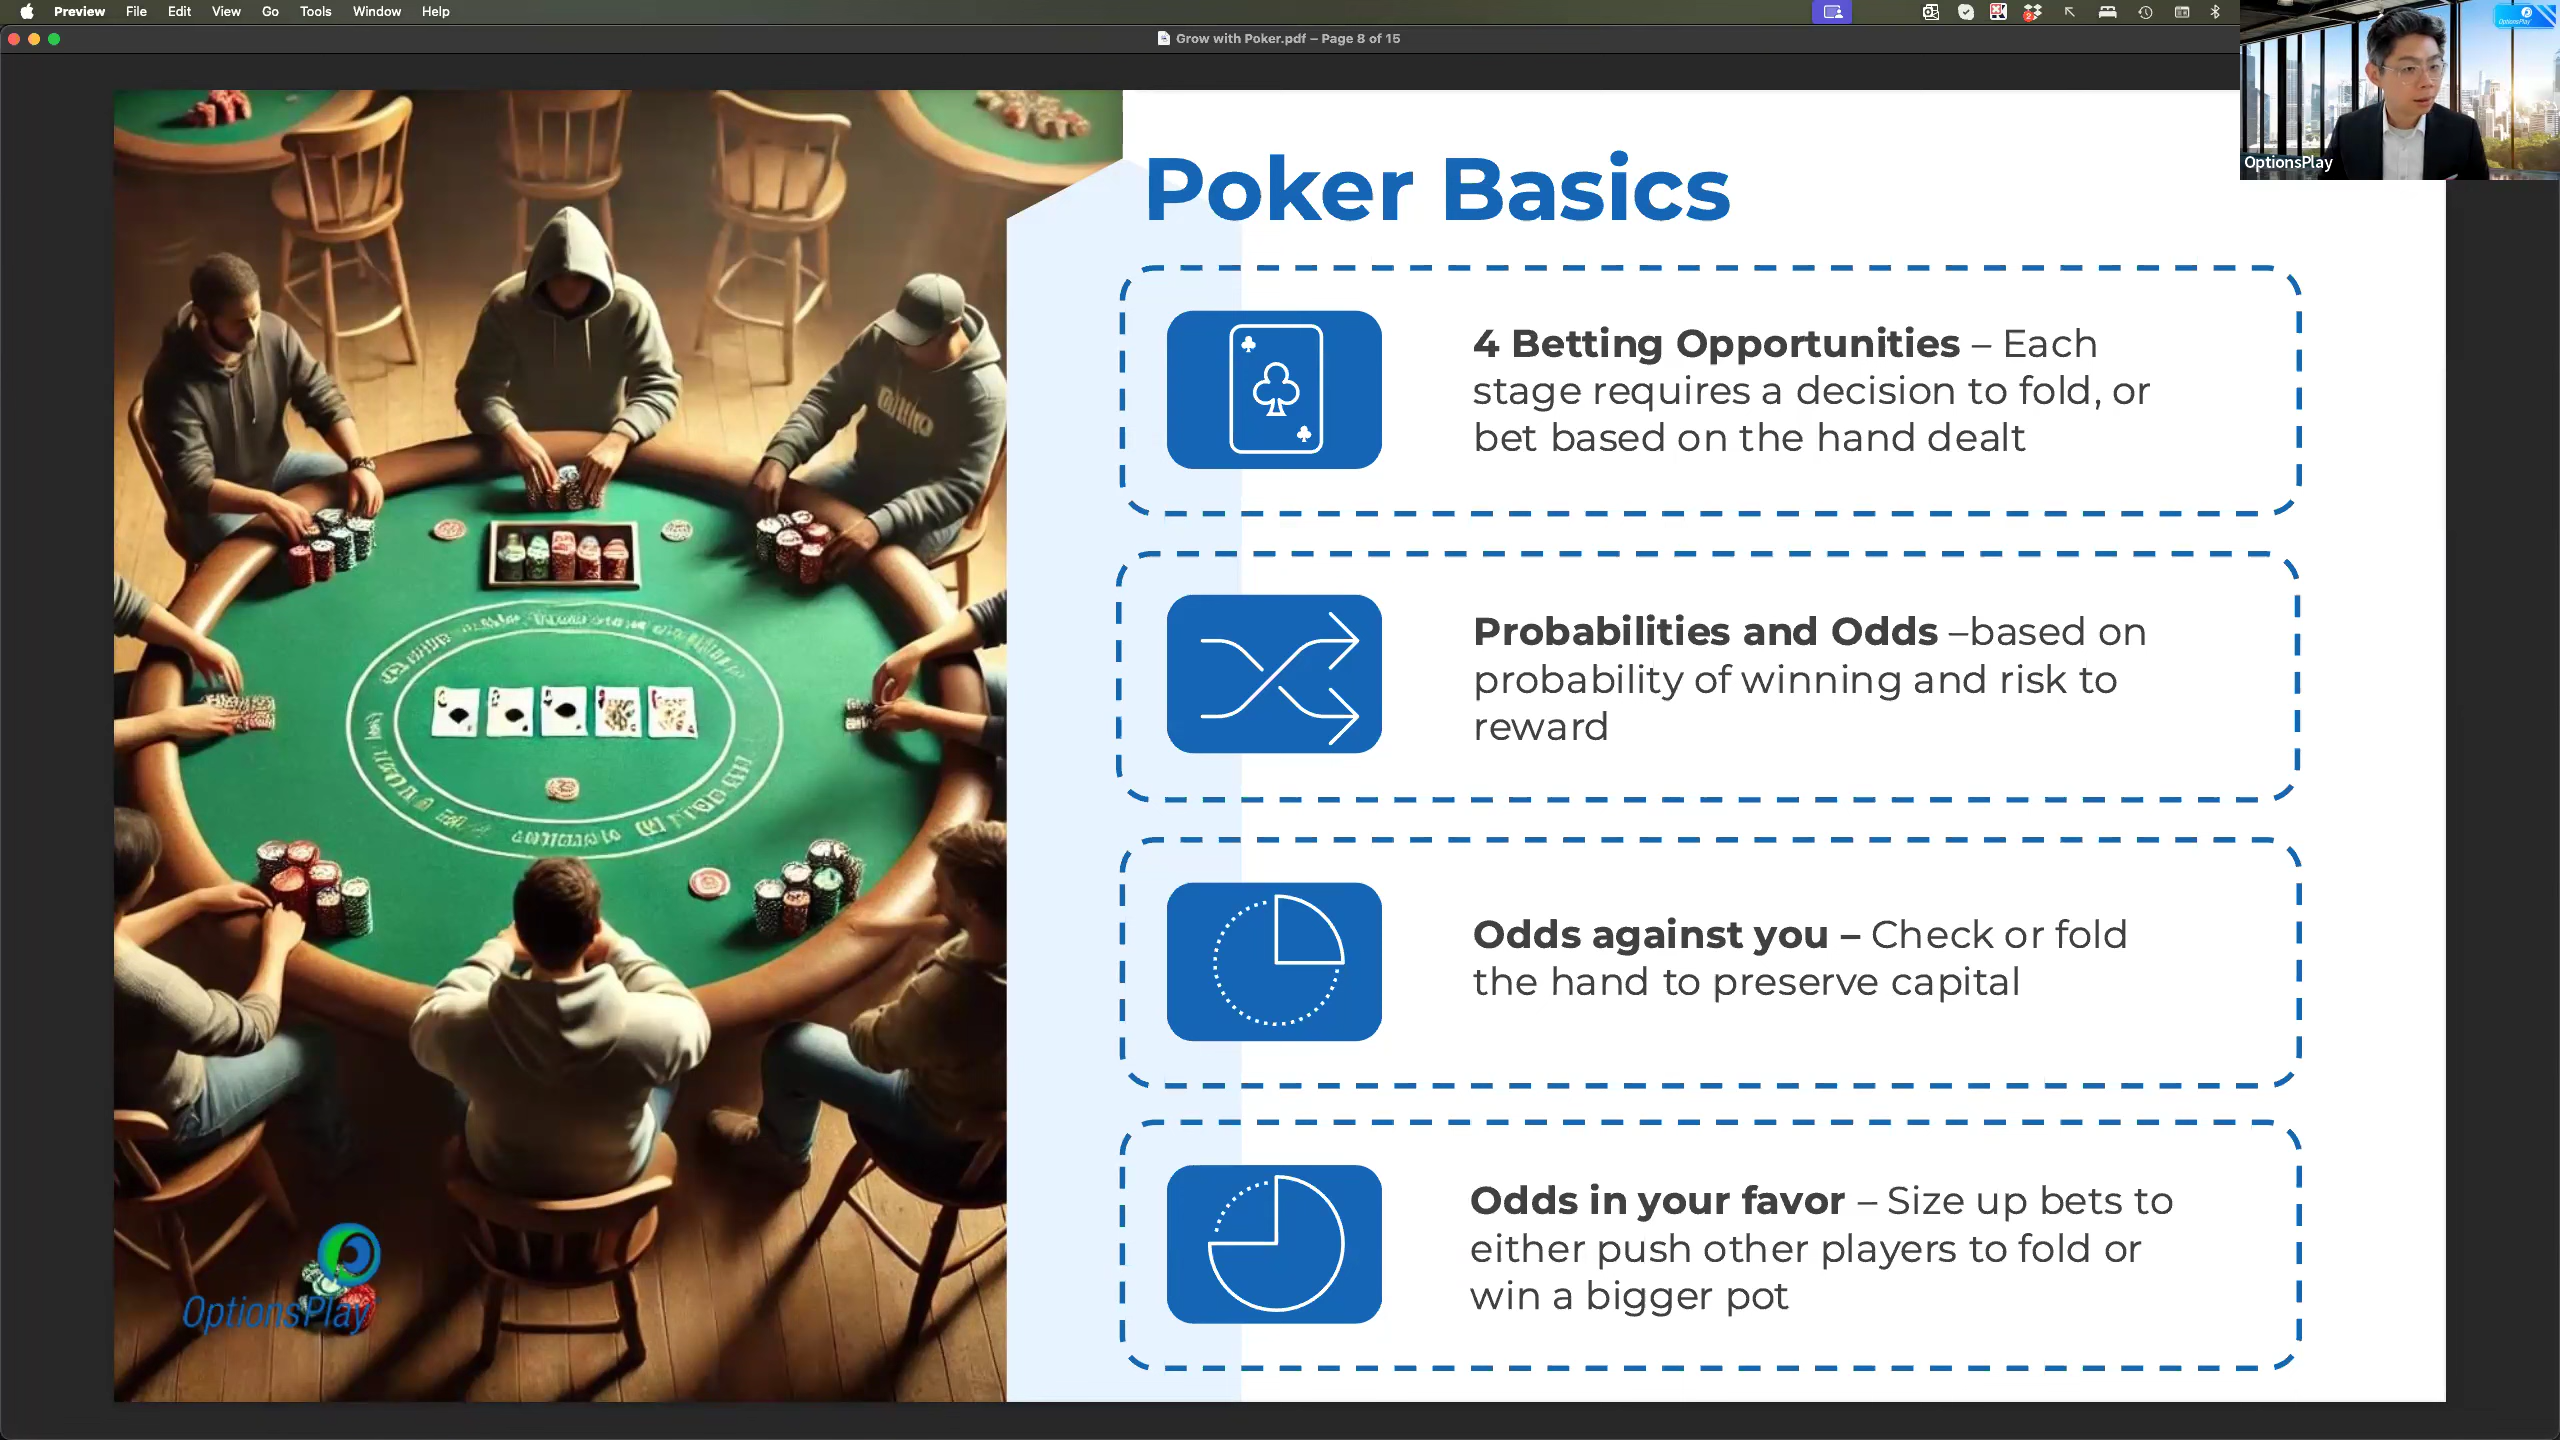 Preview File Edit View Go Tools Window Help
Grow with Poker.pdf – Page 8 of 15
OptionsPlay
OptionsPlay
Poker Basics
4 Betting Opportunities – Each
stage requires a decision to fold, or
bet based on the hand dealt
Probabilities and Odds –based on
probability of winning and risk to
reward
Odds against you – Check or fold
the hand to preserve capital
Odds in your favor – Size up bets to
either push other players to fold or
win a bigger pot
OptionsPlay